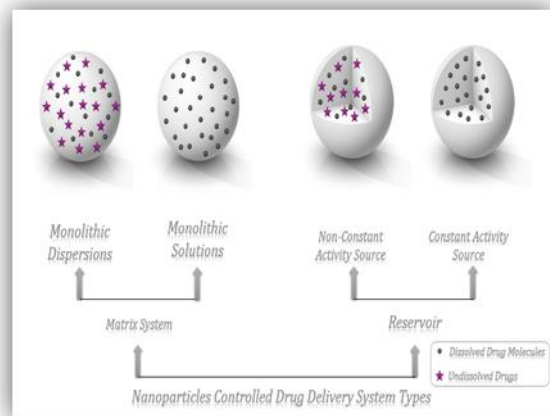 Monolithic
Dispersions
Monolithic
Solutions
Non-Constant
Activity Source
Constant Activity
Source
Matrix System
Reservoir
Dissolved Drug Molecules
Undissolved Drugs
Nanoparticles Controlled Drug Delivery System Types